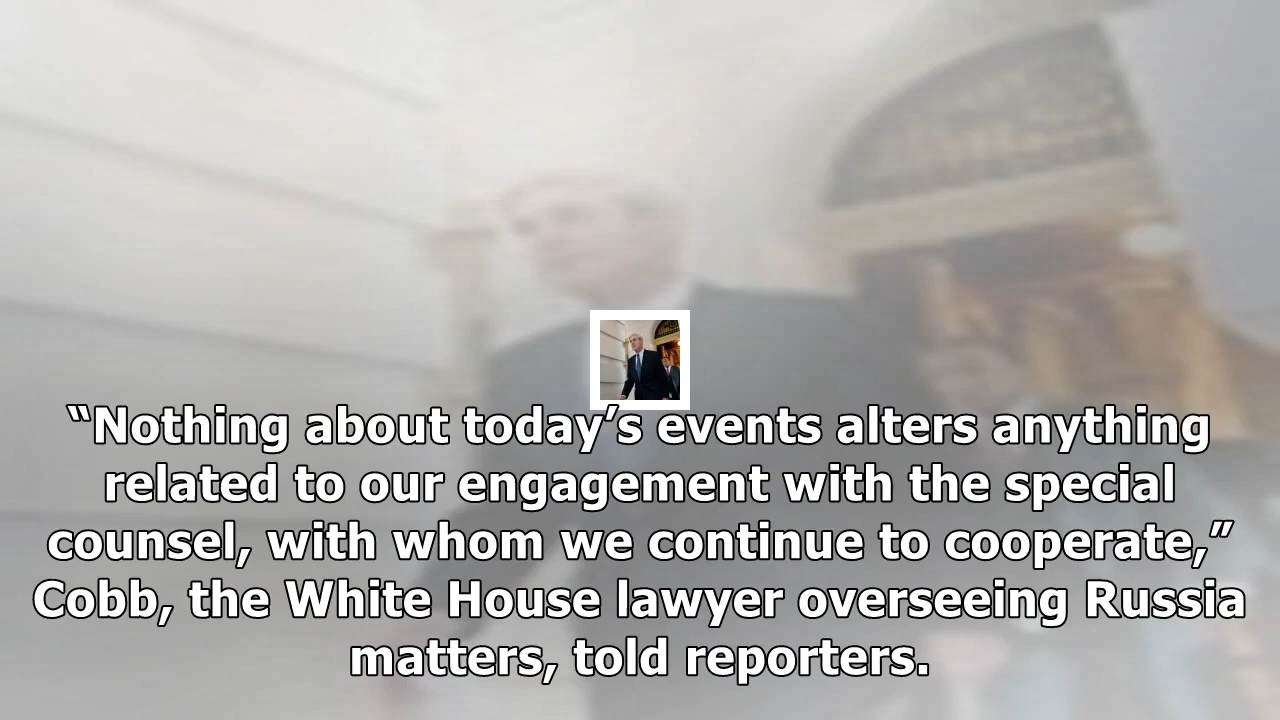 “Nothing about today’s events alters anything
related to our engagement with the special
counsel, with whom we continue to cooperate,”
Cobb, the White House lawyer overseeing Russia
matters, told reporters.